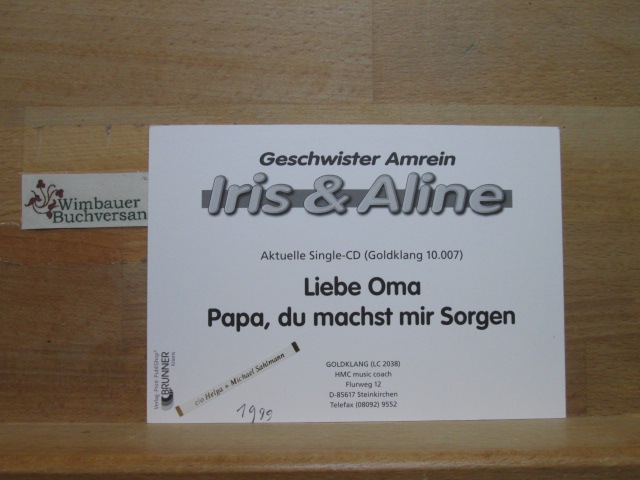 Geschwister Amrein
Iris & Aline
Wimbauer
Buchversan
Aktuelle Single-CD (Goldklang 10.007)
Liebe Oma
Papa, du machst mir Sorgen
GOLDKLANG (LC 2038)
HMC music coach
Flurweg 12
D-85617 Steinkirchen
Telefax (08092) 9552
c/o Helga + Michael Sahlmann
BRUNNER
1999